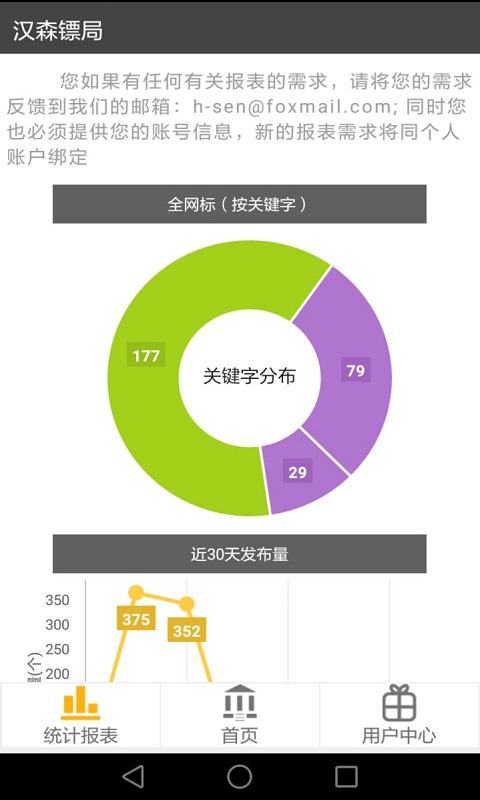 汉森镖局
您如果有任何有关报表的需求，请将您的需求
反馈到我们的邮箱：h-sen@foxmail.com; 同时您
也必须提供您的账号信息，新的报表需求将同个人
账户绑定
全网标（按关键字）
177
79
关键字分布
29
近30天发布量
350
375
352
300
250
200
(个)
统计报表
首页
用户中心